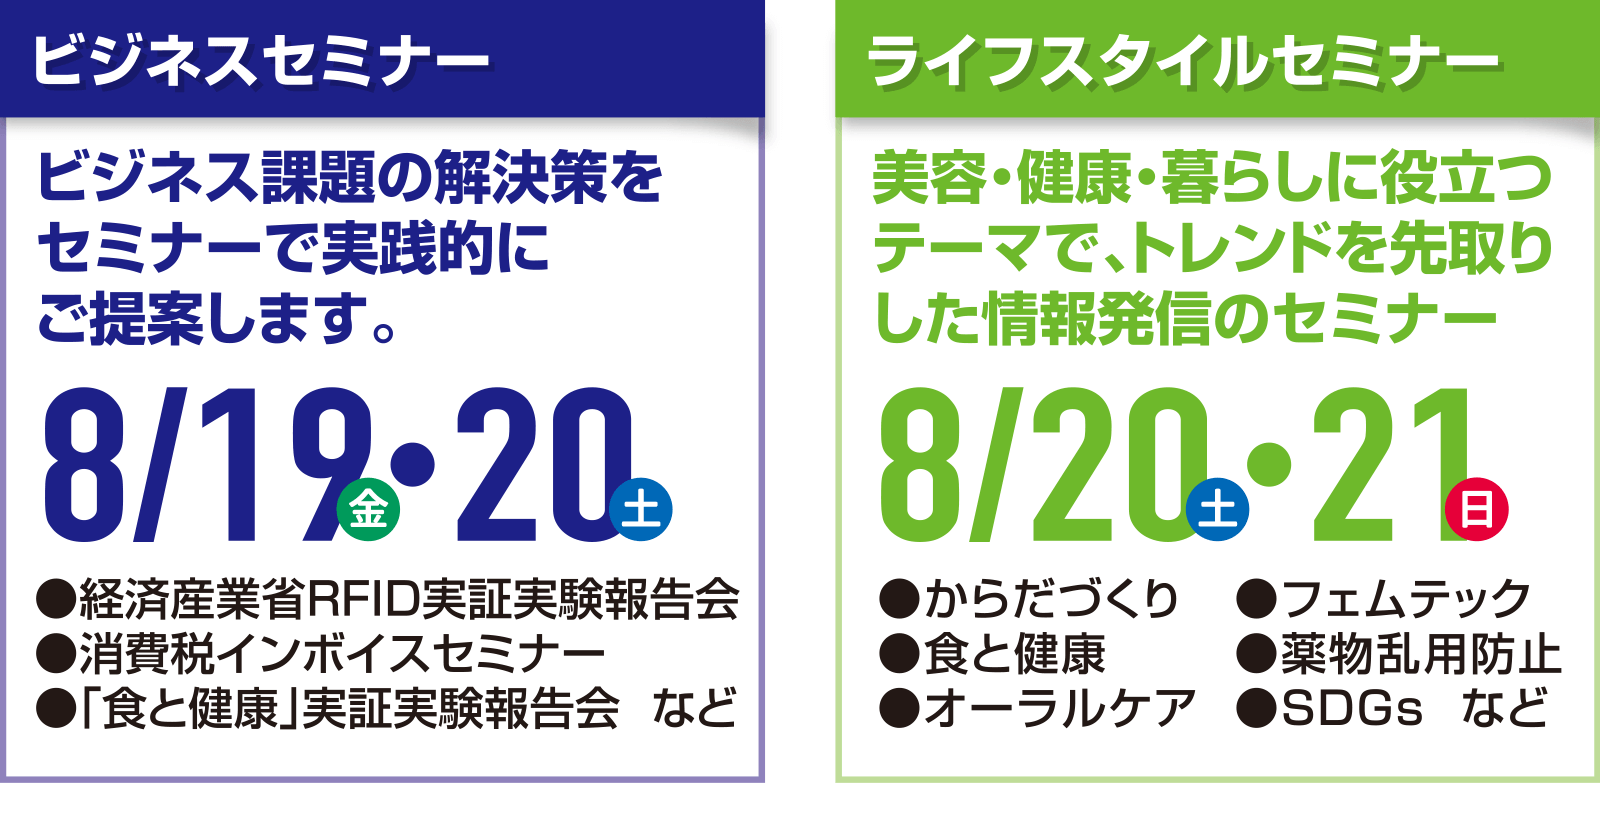 ビジネスセミナー
ビジネス課題の解決策を
セミナーで実践的に
ご提案します。
8/19金・20土
●経済産業省RFID実証実験報告会
●消費税インボイスセミナー
●「食と健康」実証実験報告会 など
ライフスタイルセミナー
美容・健康・暮らしに役立つ
テーマで、トレンドを先取り
した情報発信のセミナー
8/20土・21日
●からだづくり
●食と健康
●オーラルケア
●フェムテック
●薬物乱用防止
●SDGs など